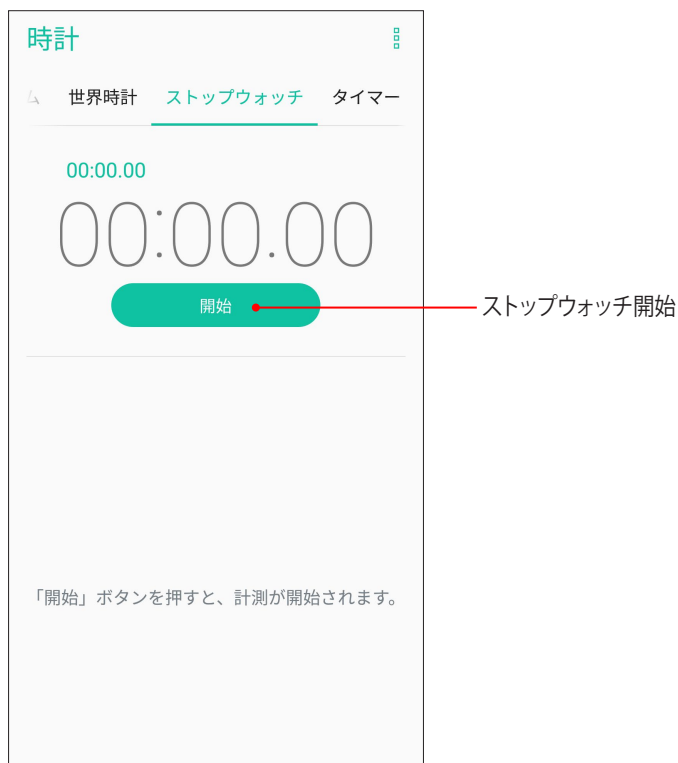 時計
ム 世界時計 ストップウォッチ タイマー
00:00.00
00:00.00
開始
ストップウォッチ開始
「開始」ボタンを押すと、計測が開始されます。